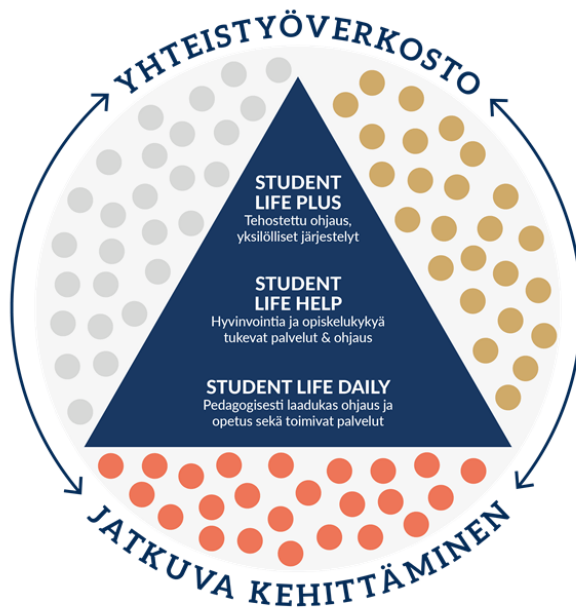 YHTEISTYÖVERKOSTO
STUDENT
LIFE PLUS
Tehostettu ohjaus,
yksilölliset järjestelyt
STUDENT
LIFE HELP
Hyvinvointia ja opiskelukykyä
tukevat palvelut & ohjaus
STUDENT LIFE DAILY
Pedagogisesti laadukas ohjaus ja
opetus sekä toimivat palvelut
JATKUVA KEHITTÄMINEN